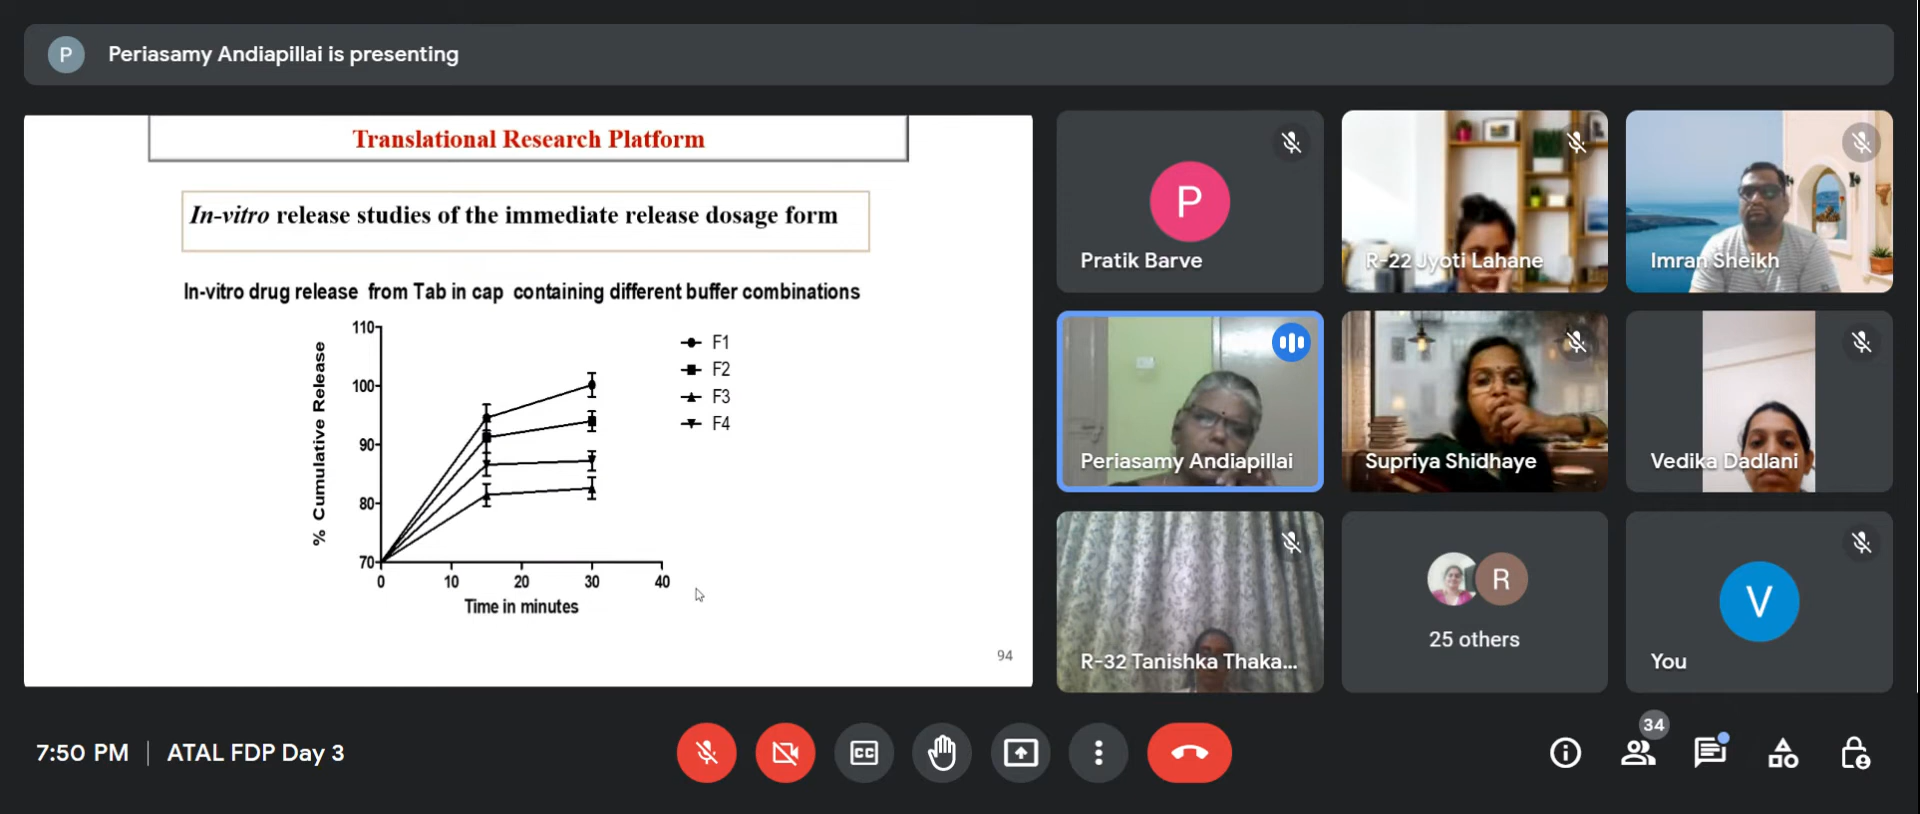 P
Periasamy Andiapillai is presenting
Translational Research Platform
In-vitro release studies of the immediate release dosage form
In-vitro drug release from Tab in cap containing different buffer combinations
% Cumulative Release
110
100
90
80
70
0 10 20 30 40
Time in minutes
F1
F2
F3
F4
94
P
Pratik Barve
R-22 Jyoti Lahane
Imran Sheikh
Periasamy Andiapillai
Supriya Shidhaye
Vedika Dadlani
R-32 Tanishka Thaka...
R
25 others
V
You
7:50 PM | ATAL FDP Day 3
CC
34